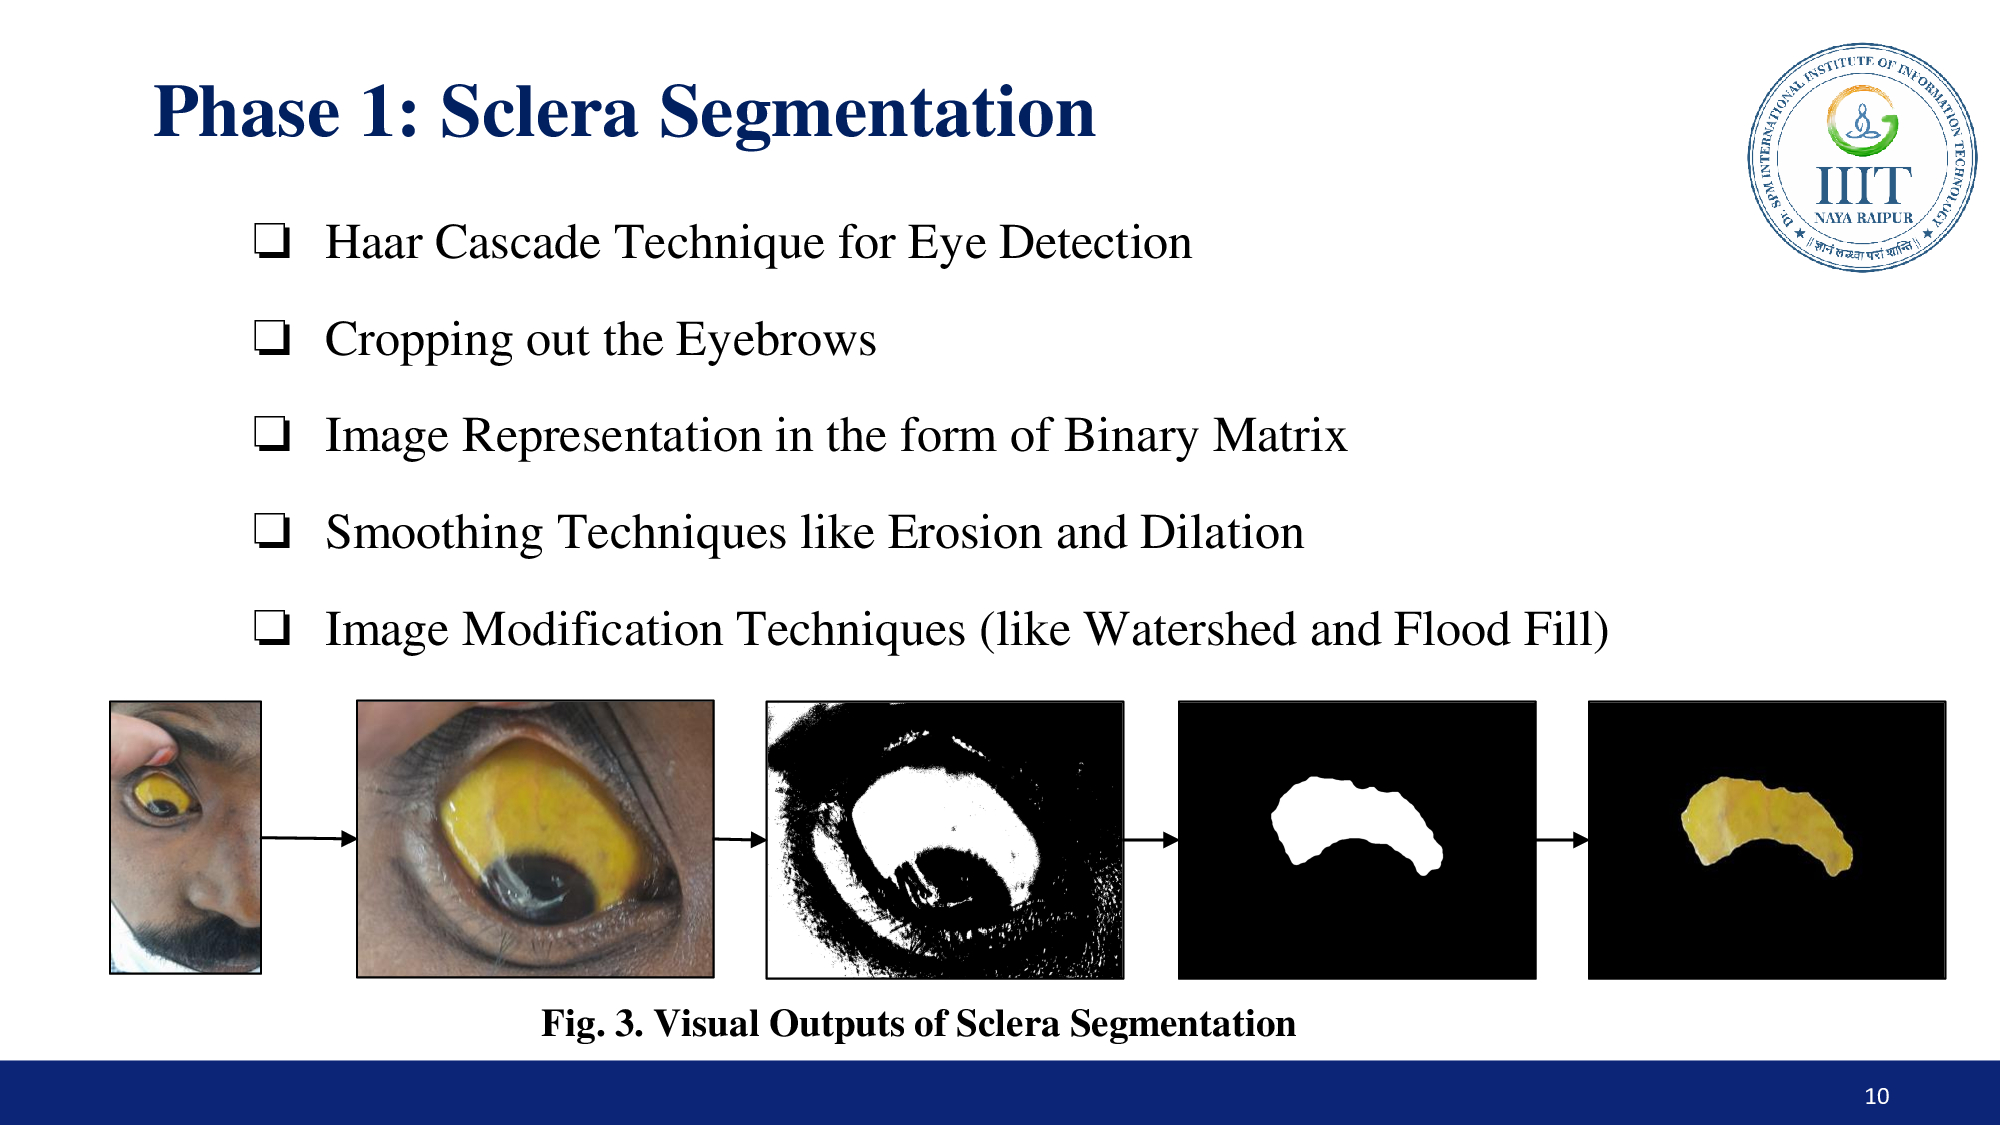 Phase 1: Sclera Segmentation
Dr. SPM INTERNATIONAL INSTITUTE OF INFORMATION TECHNOLOGY
IIIT
NAYA RAIPUR
❏ Haar Cascade Technique for Eye Detection
❏ Cropping out the Eyebrows
❏ Image Representation in the form of Binary Matrix
❏ Smoothing Techniques like Erosion and Dilation
❏ Image Modification Techniques (like Watershed and Flood Fill)
Fig. 3. Visual Outputs of Sclera Segmentation
10